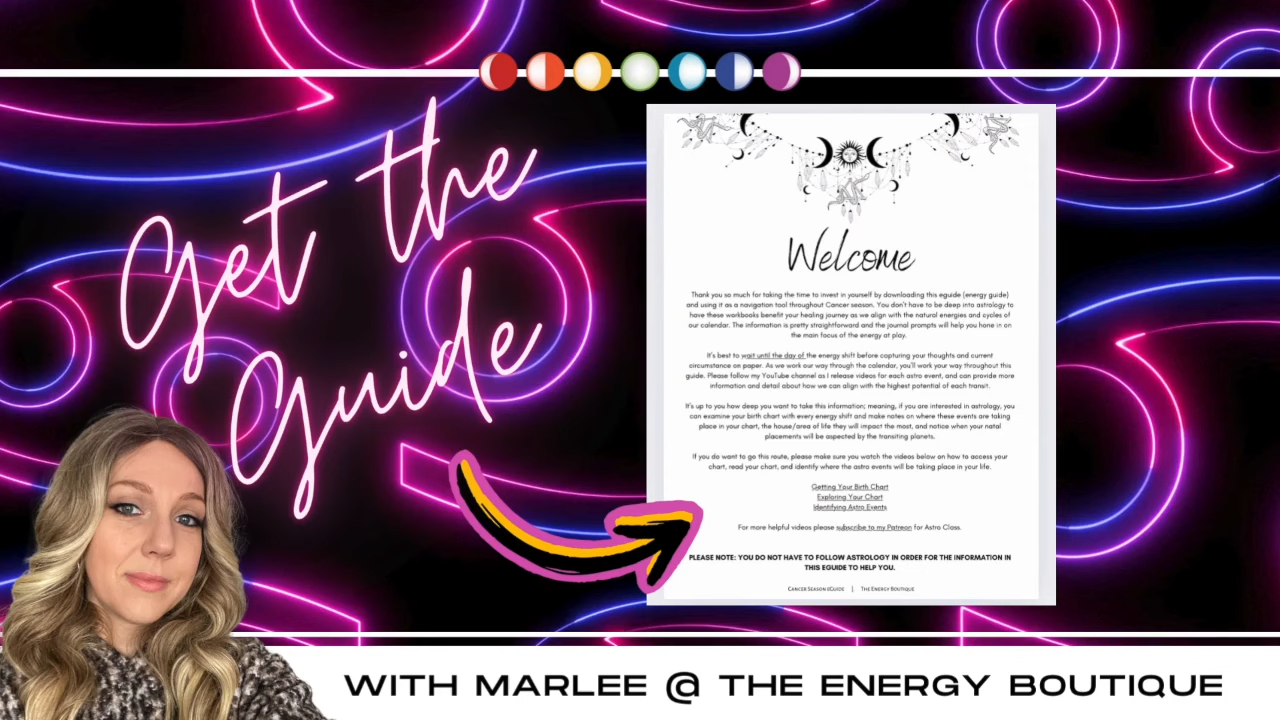 Get the
Guide
Welcome
Thank you so much for taking the time to invest in yourself by downloading this eguide (energy guide)
and using it as a navigation tool throughout Cancer season. You don't have to be deep into astrology to
have these workbooks benefit your healing journey as we align with the natural energies and cycles of
our calendar. The information is pretty straightforward and the journal prompts will help you hone in on
the main focus of the energy at play.
It's best to wait until the day of the energy shift before capturing your thoughts and current
circumstance on paper. As we work our way through the calendar, you'll work your way throughout this
guide. Please follow my YouTube channel as I release videos for each astro event, and can provide more
information and detail about how we can align with the highest potential of each transit.
It's up to you how deep you want to take this information; meaning, if you are interested in astrology, you
can examine your birth chart with every energy shift and make notes on where these events are taking
place in your chart, the house/area of life they will impact the most, and notice when your natal
placements will be aspected by the transiting planets.
If you do want to go this route, please make sure you watch the videos below on how to access your
chart, read your chart, and identify where the astro events will be taking place in your life.
Getting Your Birth Chart
Exploring Your Chart
Identifying Astro Events
For more helpful videos please subscribe to my Patreon for Astro Class.
PLEASE NOTE: YOU DO NOT HAVE TO FOLLOW ASTROLOGY IN ORDER FOR THE INFORMATION IN
THIS EGUIDE TO HELP YOU.
Cancer Season eGuide | The Energy Boutique
WITH MARLEE @ THE ENERGY BOUTIQUE